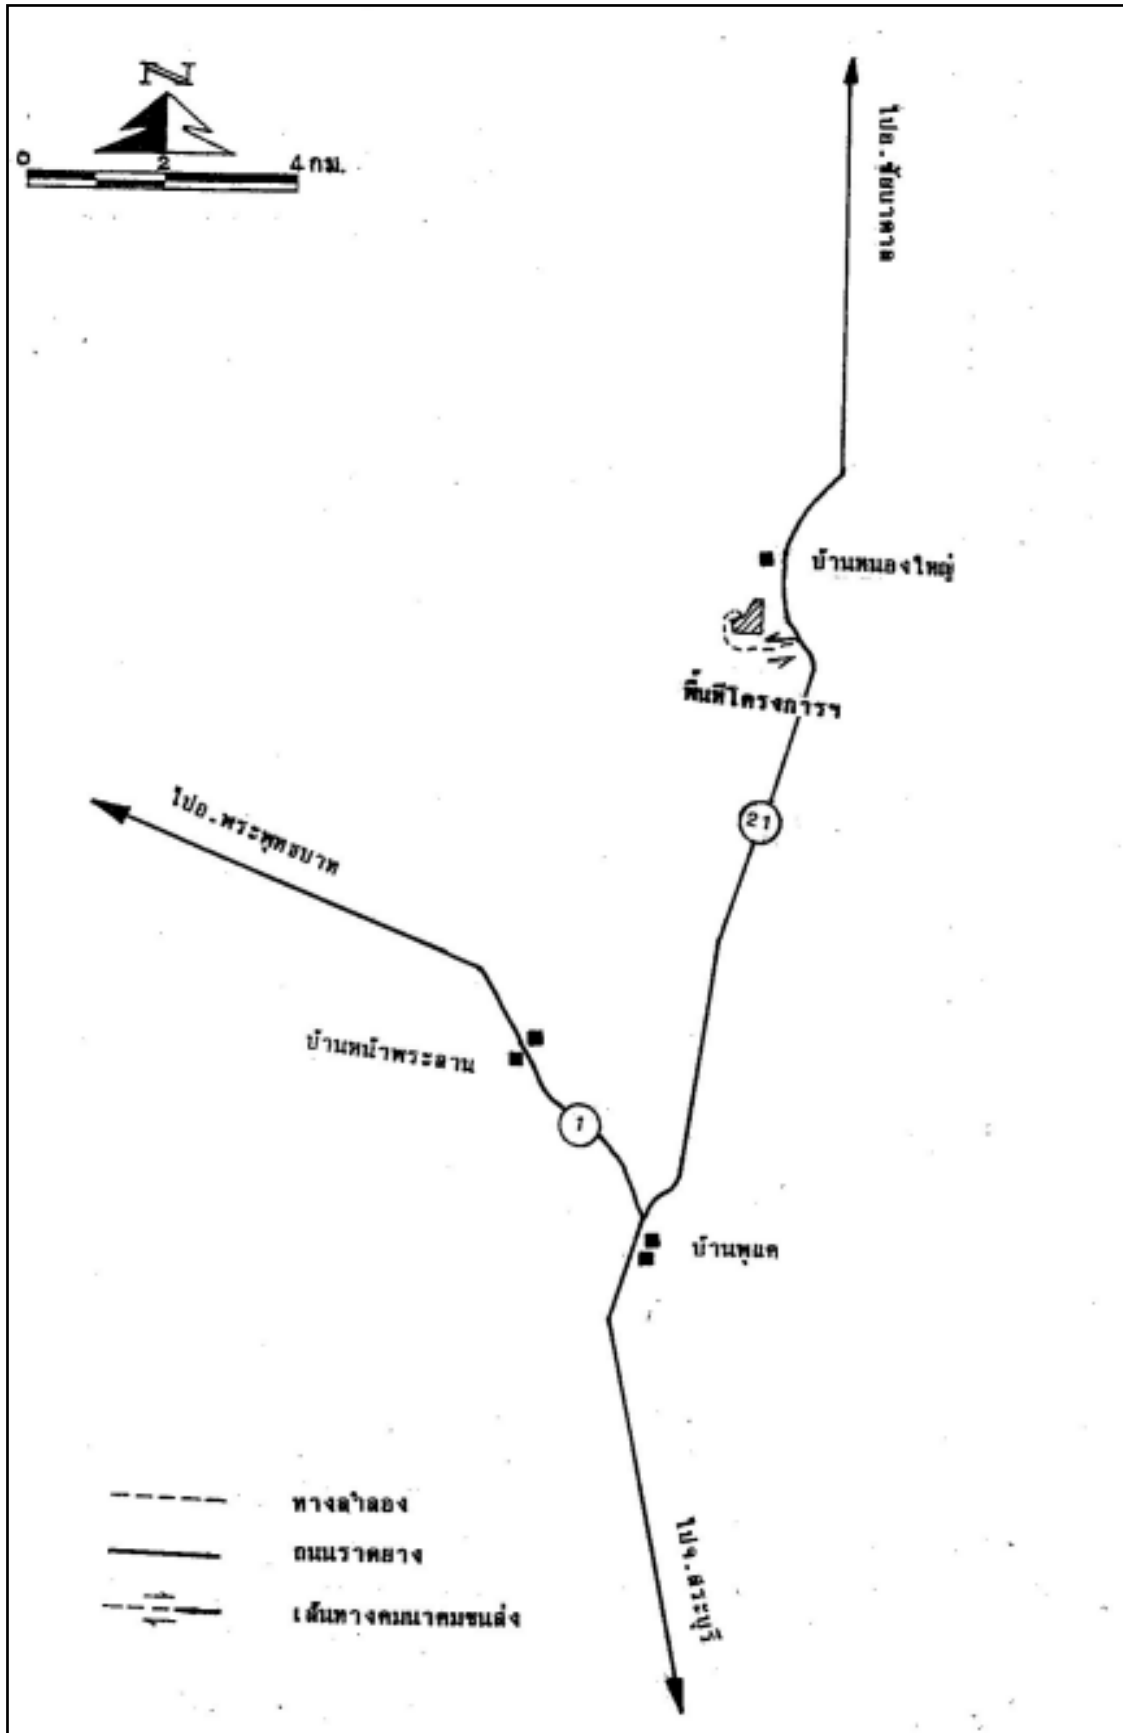 N
0 2 4 กม.
ไปอ.ชัยบาดาล
บ้านหนองใหญ่
พื้นที่โครงการฯ
21
ไปอ.พระพุทธบาท
บ้านหน้าพระลาน
1
บ้านพุแค
ไปจ.สระบุรี
ทางลำลอง
ถนนราดยาง
เส้นทางคมนาคมขนส่ง